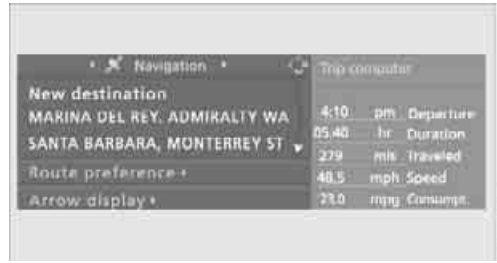 Navigation
New destination
MARINA DEL REY, ADMIRALTY WA
SANTA BARBARA, MONTERREY ST
Route preference
Arrow display
Trip computer
4:10 pm Departure
05.40 hr Duration
279 mls Traveled
48.5 mph Speed
23.0 mpg Consumpt.